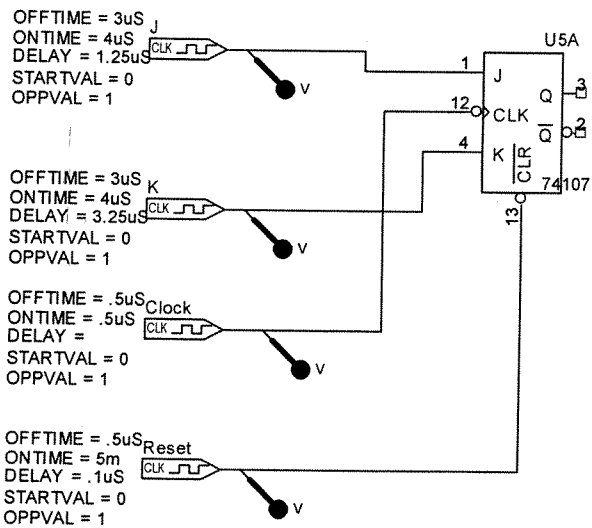 OFFTIME = 3uS
ONTIME = 4uS
DELAY = 1.25uS
STARTVAL = 0
OPPVAL = 1
J
CLK
V
U5A
1
J
Q
3
12
CLK
Q
2
4
K
CLR
74107
13
OFFTIME = 3uS
ONTIME = 4uS
DELAY = 3.25uS
STARTVAL = 0
OPPVAL = 1
K
CLK
V
OFFTIME = .5uS
ONTIME = .5uS
DELAY =
STARTVAL = 0
OPPVAL = 1
Clock
CLK
V
OFFTIME = .5uS
ONTIME = 5m
DELAY = .1uS
STARTVAL = 0
OPPVAL = 1
Reset
CLK
V